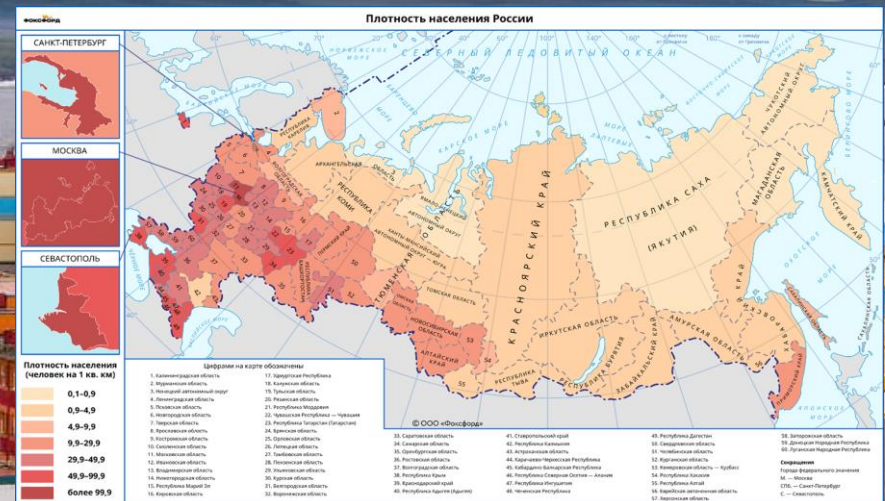 ФОКСФОРД
Плотность населения России
САНКТ-ПЕТЕРБУРГ
МОСКВА
СЕВАСТОПОЛЬ
СЕВЕРНЫЙ ЛЕДОВИТЫЙ ОКЕАН
КАРСКОЕ МОРЕ
РЕСПУБЛИКА КАРЕЛИЯ
АРХАНГЕЛЬСКАЯ ОБЛАСТЬ
РЕСПУБЛИКА КОМИ
ЯМАЛО-НЕНЕЦКИЙ АВТОНОМНЫЙ ОКРУГ
ХАНТЫ-МАНСИЙСКИЙ АВТОНОМНЫЙ ОКРУГ — ЮГРА
ТЮМЕНСКАЯ ОБЛАСТЬ
ТОМСКАЯ ОБЛАСТЬ
НОВОСИБИРСКАЯ ОБЛАСТЬ
АЛТАЙСКИЙ КРАЙ
КРАСНОЯРСКИЙ КРАЙ
РЕСПУБЛИКА САХА (ЯКУТИЯ)
ИРКУТСКАЯ ОБЛАСТЬ
РЕСПУБЛИКА ТЫВА
РЕСПУБЛИКА БУРЯТИЯ
ЗАБАЙКАЛЬСКИЙ КРАЙ
АМУРСКАЯ ОБЛАСТЬ
МАГАДАНСКАЯ ОБЛАСТЬ
ЧУКОТСКИЙ АВТОНОМНЫЙ ОКРУГ
КАМЧАТСКИЙ КРАЙ
ПРИМОРСКИЙ КРАЙ
Плотность населения
(человек на 1 кв. км)
0,1–0,9
0,9–4,9
4,9–9,9
9,9–29,9
29,9–49,9
49,9–99,9
более 99,9
Цифрами на карте обозначены
1. Калининградская область
2. Мурманская область
3. Ненецкий автономный округ
4. Ленинградская область
5. Псковская область
6. Новгородская область
7. Тверская область
8. Ярославская область
9. Костромская область
10. Смоленская область
11. Московская область
12. Ивановская область
13. Владимирская область
14. Нижегородская область
15. Республика Марий Эл
16. Кировская область
17. Удмуртская Республика
18. Калужская область
19. Тульская область
20. Рязанская область
21. Республика Мордовия
22. Чувашская Республика — Чувашия
23. Республика Татарстан (Татарстан)
24. Брянская область
25. Орловская область
26. Липецкая область
27. Тамбовская область
28. Пензенская область
29. Ульяновская область
30. Курская область
31. Белгородская область
32. Воронежская область
© ООО «Фоксфорд»
33. Саратовская область
34. Самарская область
35. Оренбургская область
36. Ростовская область
37. Волгоградская область
38. Республика Крым
39. Краснодарский край
40. Республика Адыгея (Адыгея)
41. Ставропольский край
42. Республика Калмыкия
43. Астраханская область
44. Карачаево-Черкесская Республика
45. Кабардино-Балкарская Республика
46. Республика Северная Осетия — Алания
47. Республика Ингушетия
48. Чеченская Республика
49. Республика Дагестан
50. Свердловская область
51. Челябинская область
52. Курганская область
53. Кемеровская область — Кузбасс
54. Республика Хакасия
55. Республика Алтай
56. Еврейская автономная область
57. Херсонская область
58. Запорожская область
59. Донецкая Народная Республика
60. Луганская Народная Республика
Сокращения
Города федерального значения
М. — Москва
СПб. — Санкт-Петербург
С. — Севастополь